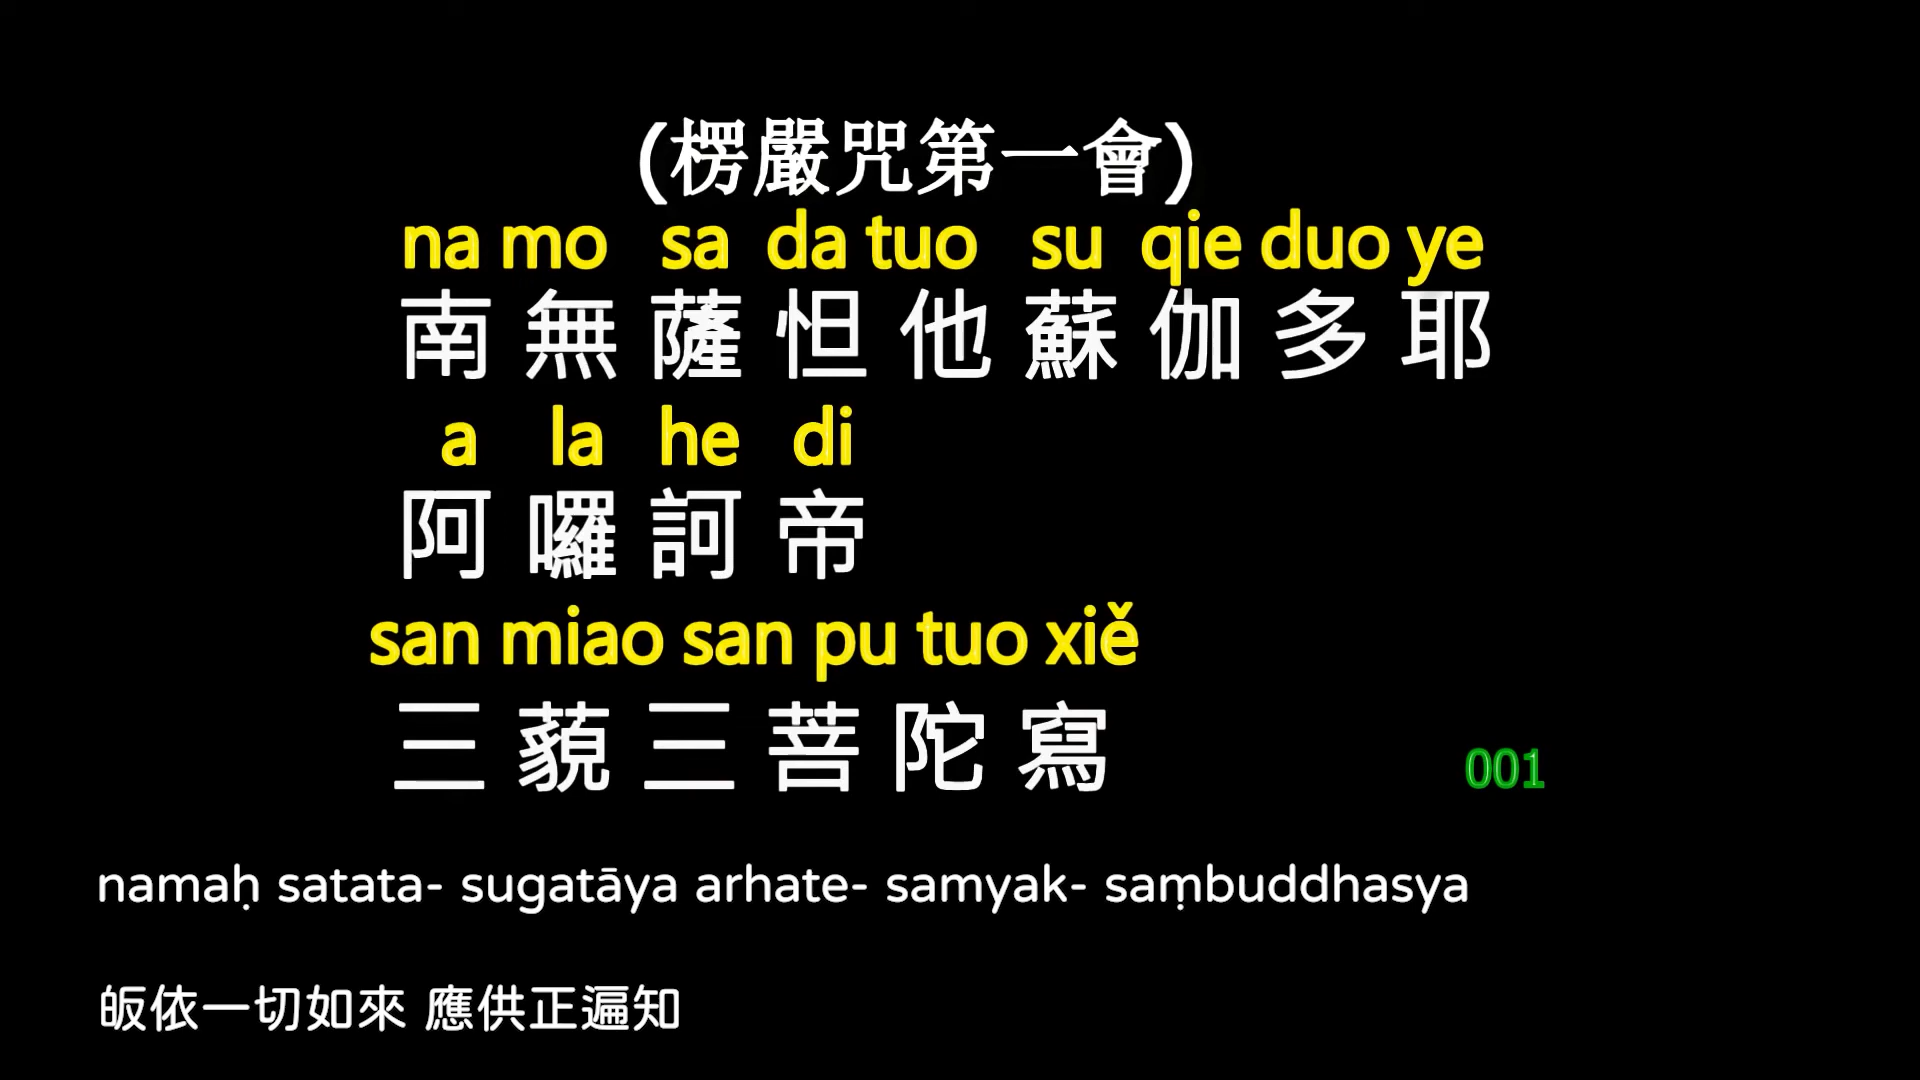 (楞嚴咒第一會)
na mo sa da tuo su qie duo ye
南無薩怛他蘇伽多耶
a la he di
阿囉訶帝
san miao san pu tuo xiě
三藐三菩陀寫
001
namaḥ satata- sugatāya arhate- samyak- saṃbuddhasya
皈依一切如來 應供正遍知